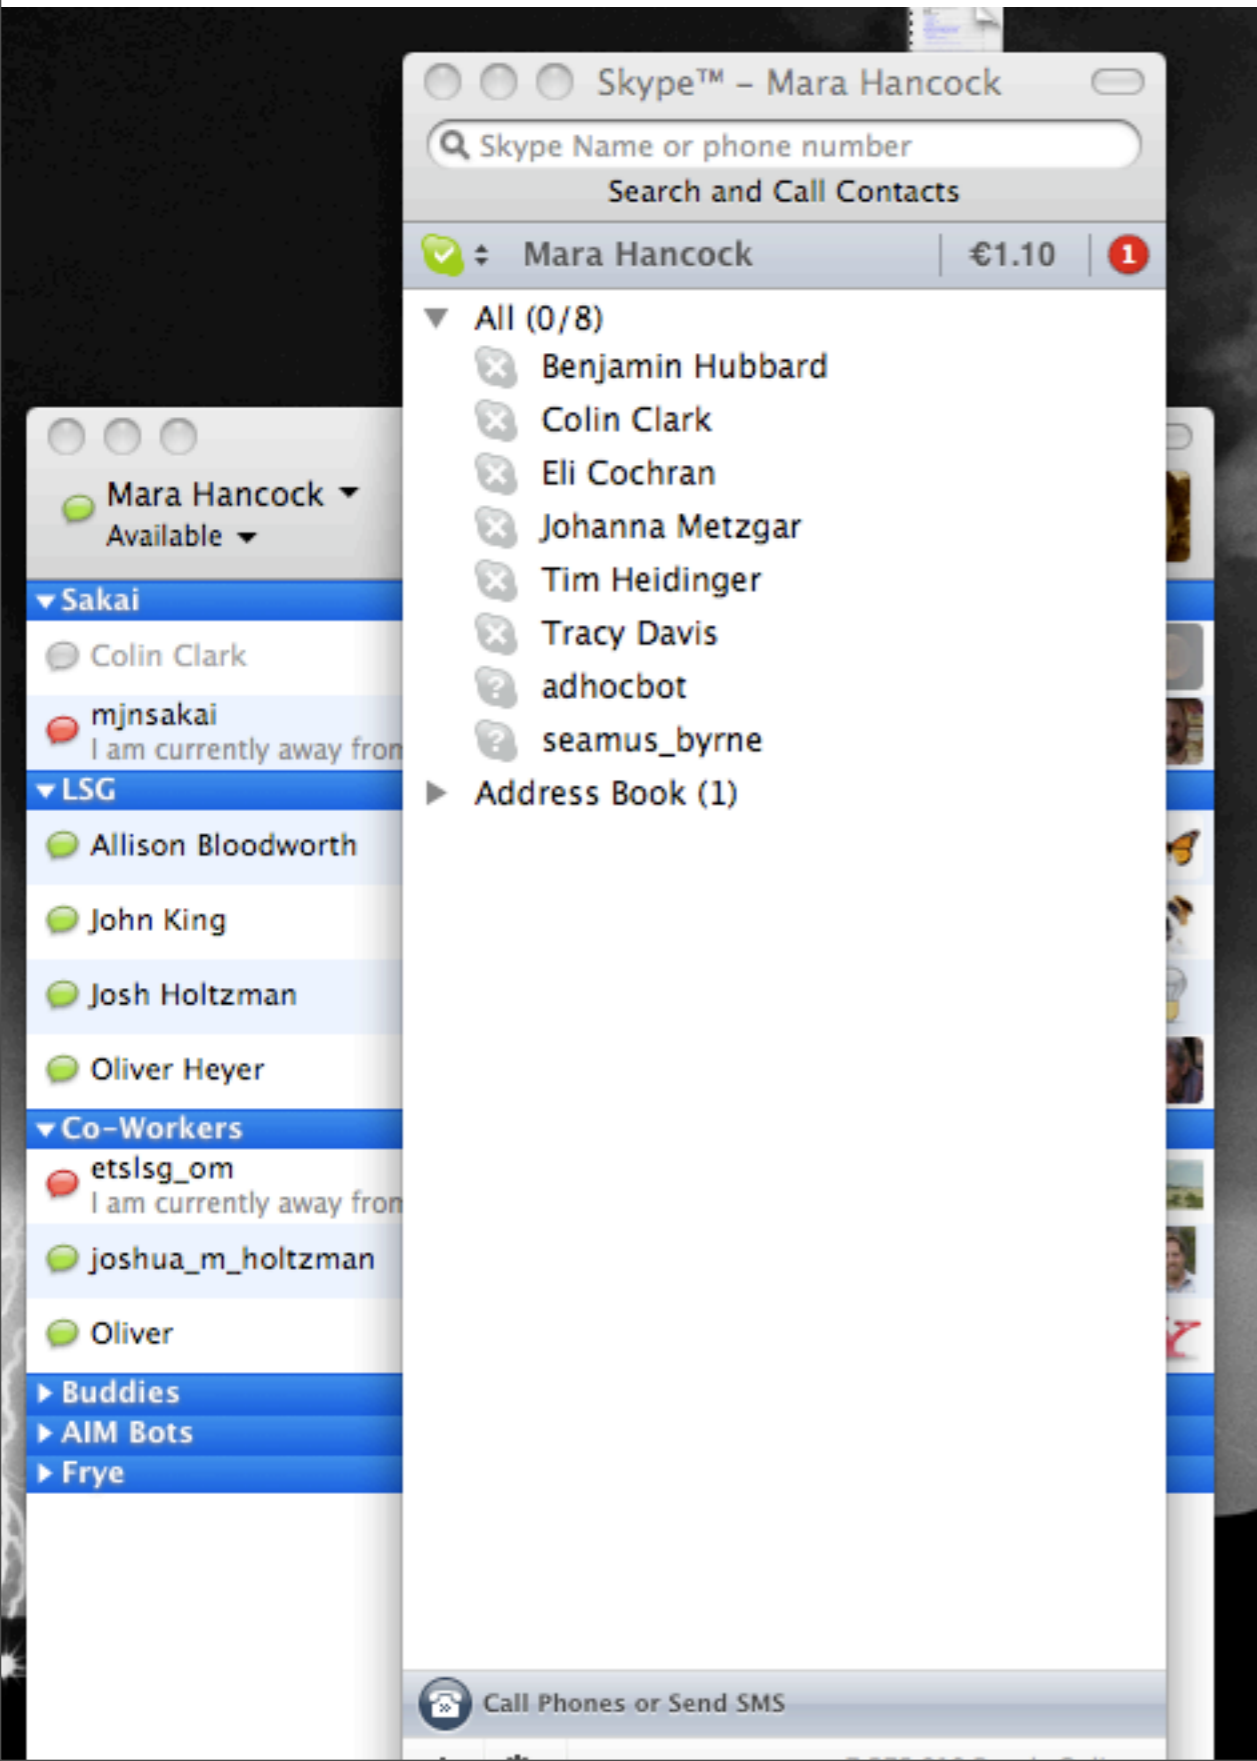 Skype™ – Mara Hancock
Skype Name or phone number
Search and Call Contacts
Mara Hancock €1.10 1
All (0/8)
Benjamin Hubbard
Colin Clark
Eli Cochran
Johanna Metzgar
Tim Heidinger
Tracy Davis
adhocbot
seamus_byrne
Address Book (1)
Call Phones or Send SMS
Mara Hancock
Available
Sakai
Colin Clark
mjnsakai
I am currently away from
LSG
Allison Bloodworth
John King
Josh Holtzman
Oliver Heyer
Co-Workers
etslsg_om
I am currently away from
joshua_m_holtzman
Oliver
Buddies
AIM Bots
Frye